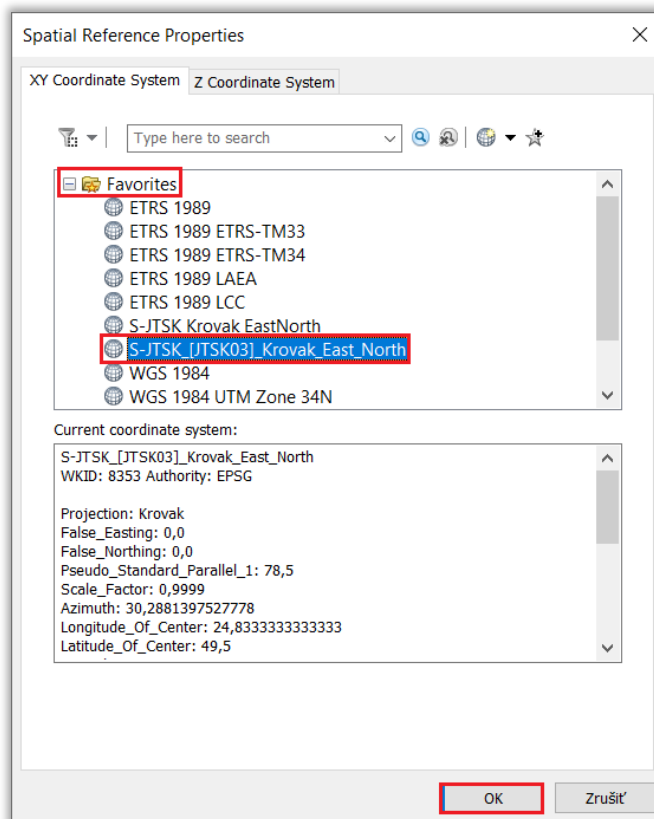 Spatial Reference Properties
XY Coordinate System Z Coordinate System
Type here to search
Favorites
ETRS 1989
ETRS 1989 ETRS-TM33
ETRS 1989 ETRS-TM34
ETRS 1989 LAEA
ETRS 1989 LCC
S-JTSK Krovak EastNorth
S-JTSK_[JTSK03]_Krovak_East_North
WGS 1984
WGS 1984 UTM Zone 34N
Current coordinate system:
S-JTSK_[JTSK03]_Krovak_East_North
WKID: 8353 Authority: EPSG
Projection: Krovak
False_Easting: 0,0
False_Northing: 0,0
Pseudo_Standard_Parallel_1: 78,5
Scale_Factor: 0,9999
Azimuth: 30,2881397527778
Longitude_Of_Center: 24,8333333333333
Latitude_Of_Center: 49,5
OK Zrušiť